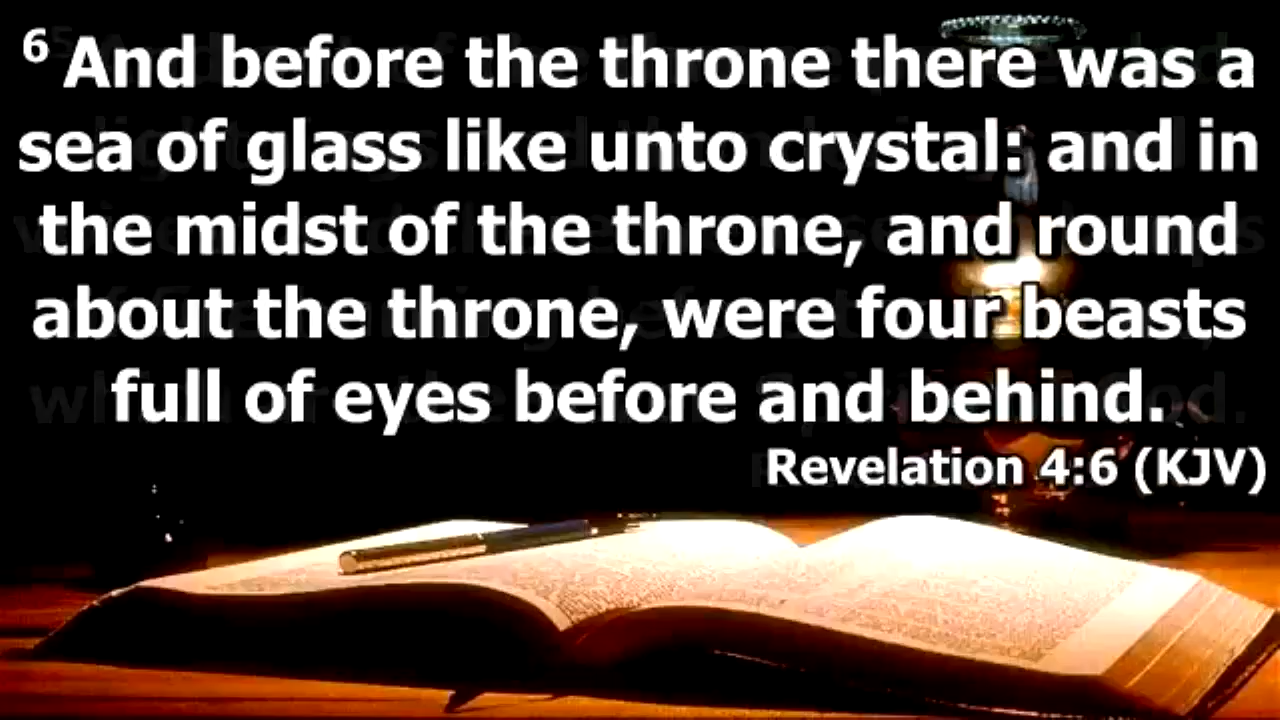 6 And before the throne there was a
sea of glass like unto crystal: and in
the midst of the throne, and round
about the throne, were four beasts
full of eyes before and behind.
Revelation 4:6 (KJV)